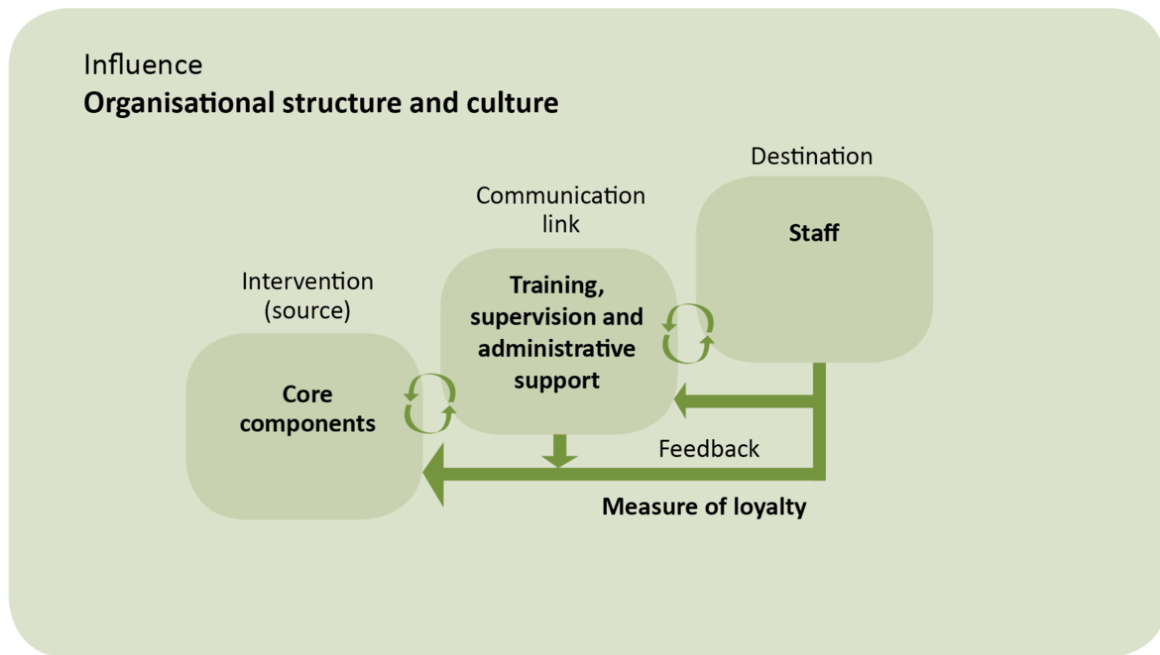 Influence
Organisational structure and culture
Destination
Staff
Communication
link
Training,
supervision and
administrative
support
Intervention
(source)
Core
components
Feedback
Measure of loyalty